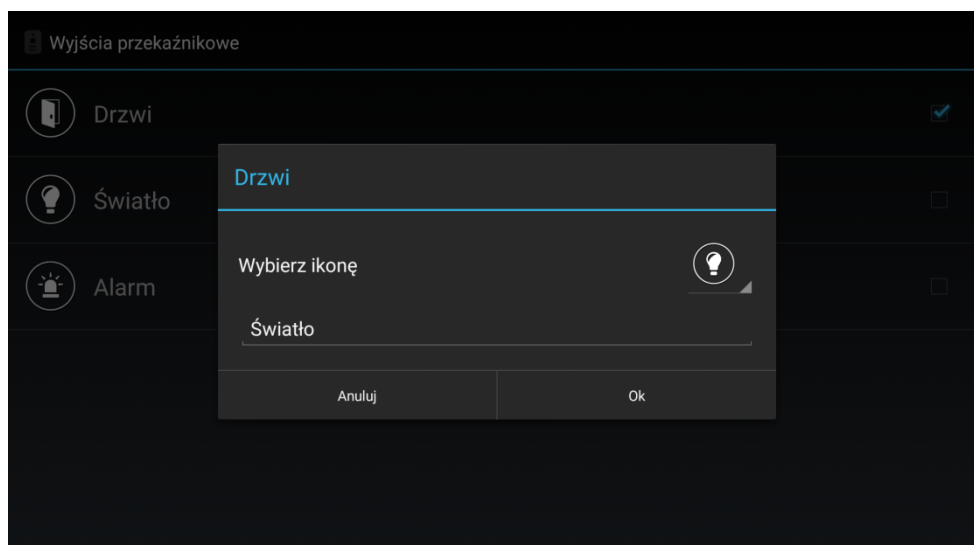 Wyjścia przekaźnikowe
Drzwi
Światło
Alarm
Drzwi
Wybierz ikonę
Światło
Anuluj
Ok